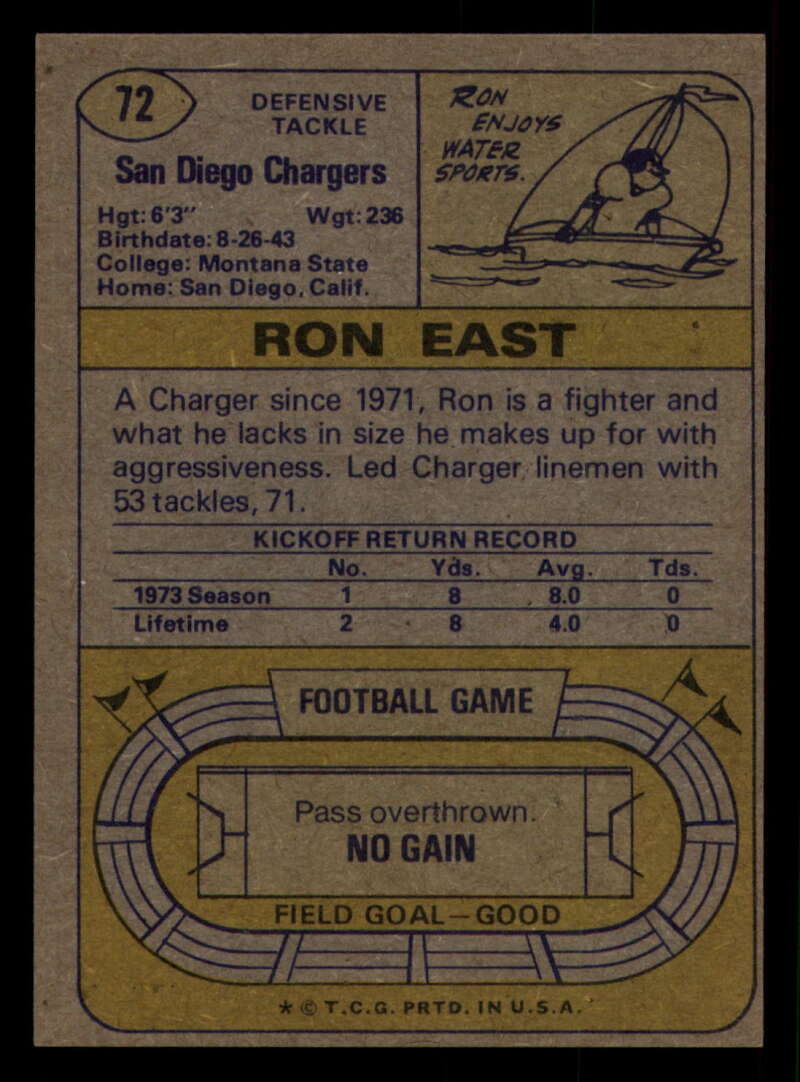 72
DEFENSIVE
TACKLE
San Diego Chargers
Hgt: 6'3" Wgt: 236
Birthdate: 8-26-43
College: Montana State
Home: San Diego, Calif.
RON
ENJOYS
WATER
SPORTS.
RON EAST
A Charger since 1971, Ron is a fighter and
what he lacks in size he makes up for with
aggressiveness. Led Charger linemen with
53 tackles, 71.
KICKOFF RETURN RECORD
No. Yds. Avg. Tds.
1973 Season 1 8 8.0 0
Lifetime 2 8 4.0 0
FOOTBALL GAME
Pass overthrown.
NO GAIN
FIELD GOAL—GOOD
* © T.C.G. PRTD. IN U.S.A.